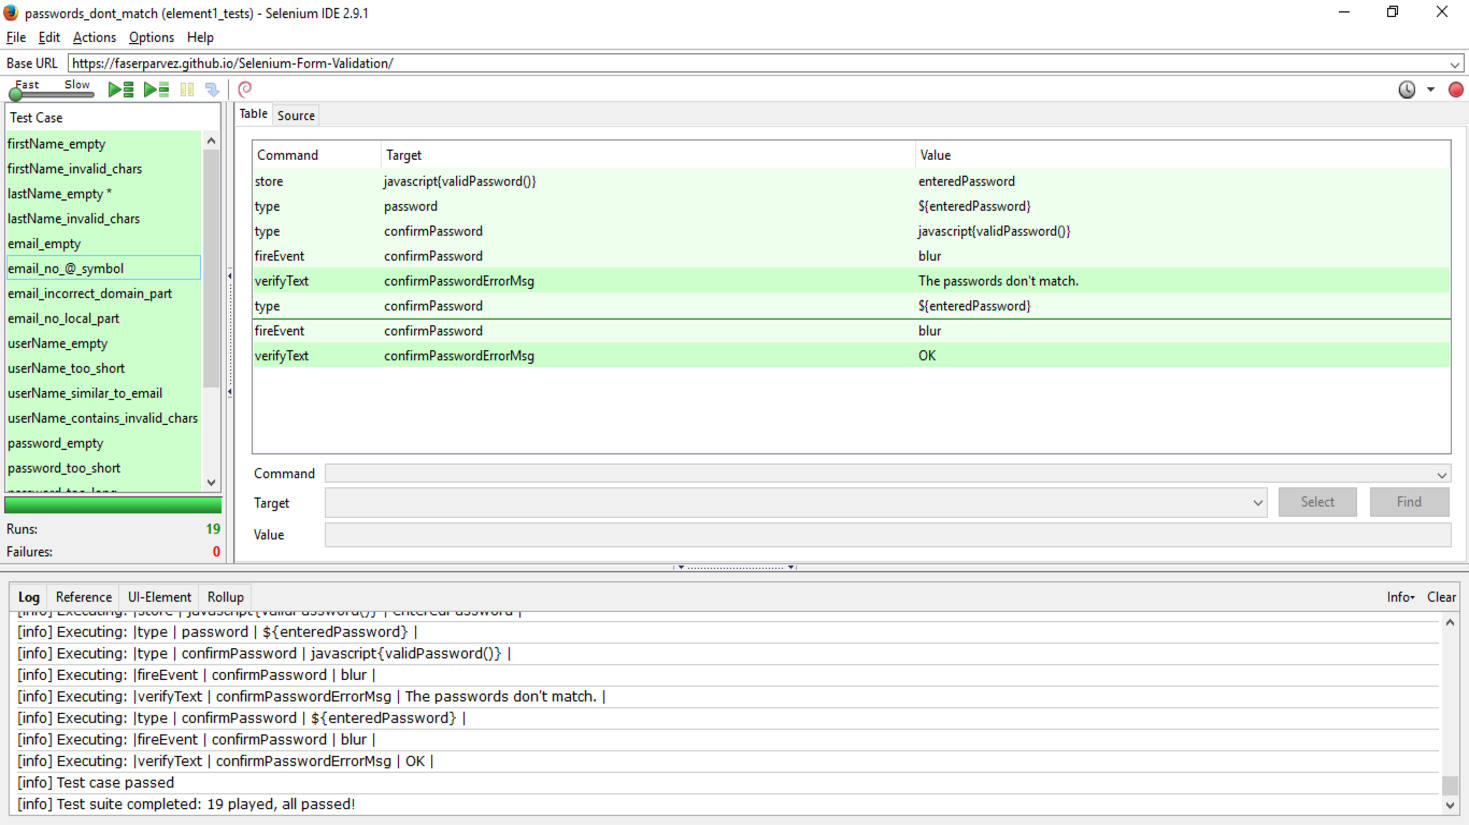 passwords_dont_match (element1_tests) - Selenium IDE 2.9.1
File Edit Actions Options Help
Base URL https://faserparvez.github.io/Selenium-Form-Validation/
Fast Slow
Test Case
firstName_empty
firstName_invalid_chars
lastName_empty *
lastName_invalid_chars
email_empty
email_no_@_symbol
email_incorrect_domain_part
email_no_local_part
userName_empty
userName_too_short
userName_similar_to_email
userName_contains_invalid_chars
password_empty
password_too_short
password_too_long
Runs: 19
Failures: 0
Table Source
Command Target Value
store javascript{validPassword()} enteredPassword
type password ${enteredPassword}
type confirmPassword javascript{validPassword()}
fireEvent confirmPassword blur
verifyText confirmPasswordErrorMsg The passwords don't match.
type confirmPassword ${enteredPassword}
fireEvent confirmPassword blur
verifyText confirmPasswordErrorMsg OK
Command
Target Select Find
Value
Log Reference UI-Element Rollup Info Clear
[info] Executing: |store | javascript{validPassword()} | enteredPassword |
[info] Executing: |type | password | ${enteredPassword} |
[info] Executing: |type | confirmPassword | javascript{validPassword()} |
[info] Executing: |fireEvent | confirmPassword | blur |
[info] Executing: |verifyText | confirmPasswordErrorMsg | The passwords don't match. |
[info] Executing: |type | confirmPassword | ${enteredPassword} |
[info] Executing: |fireEvent | confirmPassword | blur |
[info] Executing: |verifyText | confirmPasswordErrorMsg | OK |
[info] Test case passed
[info] Test suite completed: 19 played, all passed!